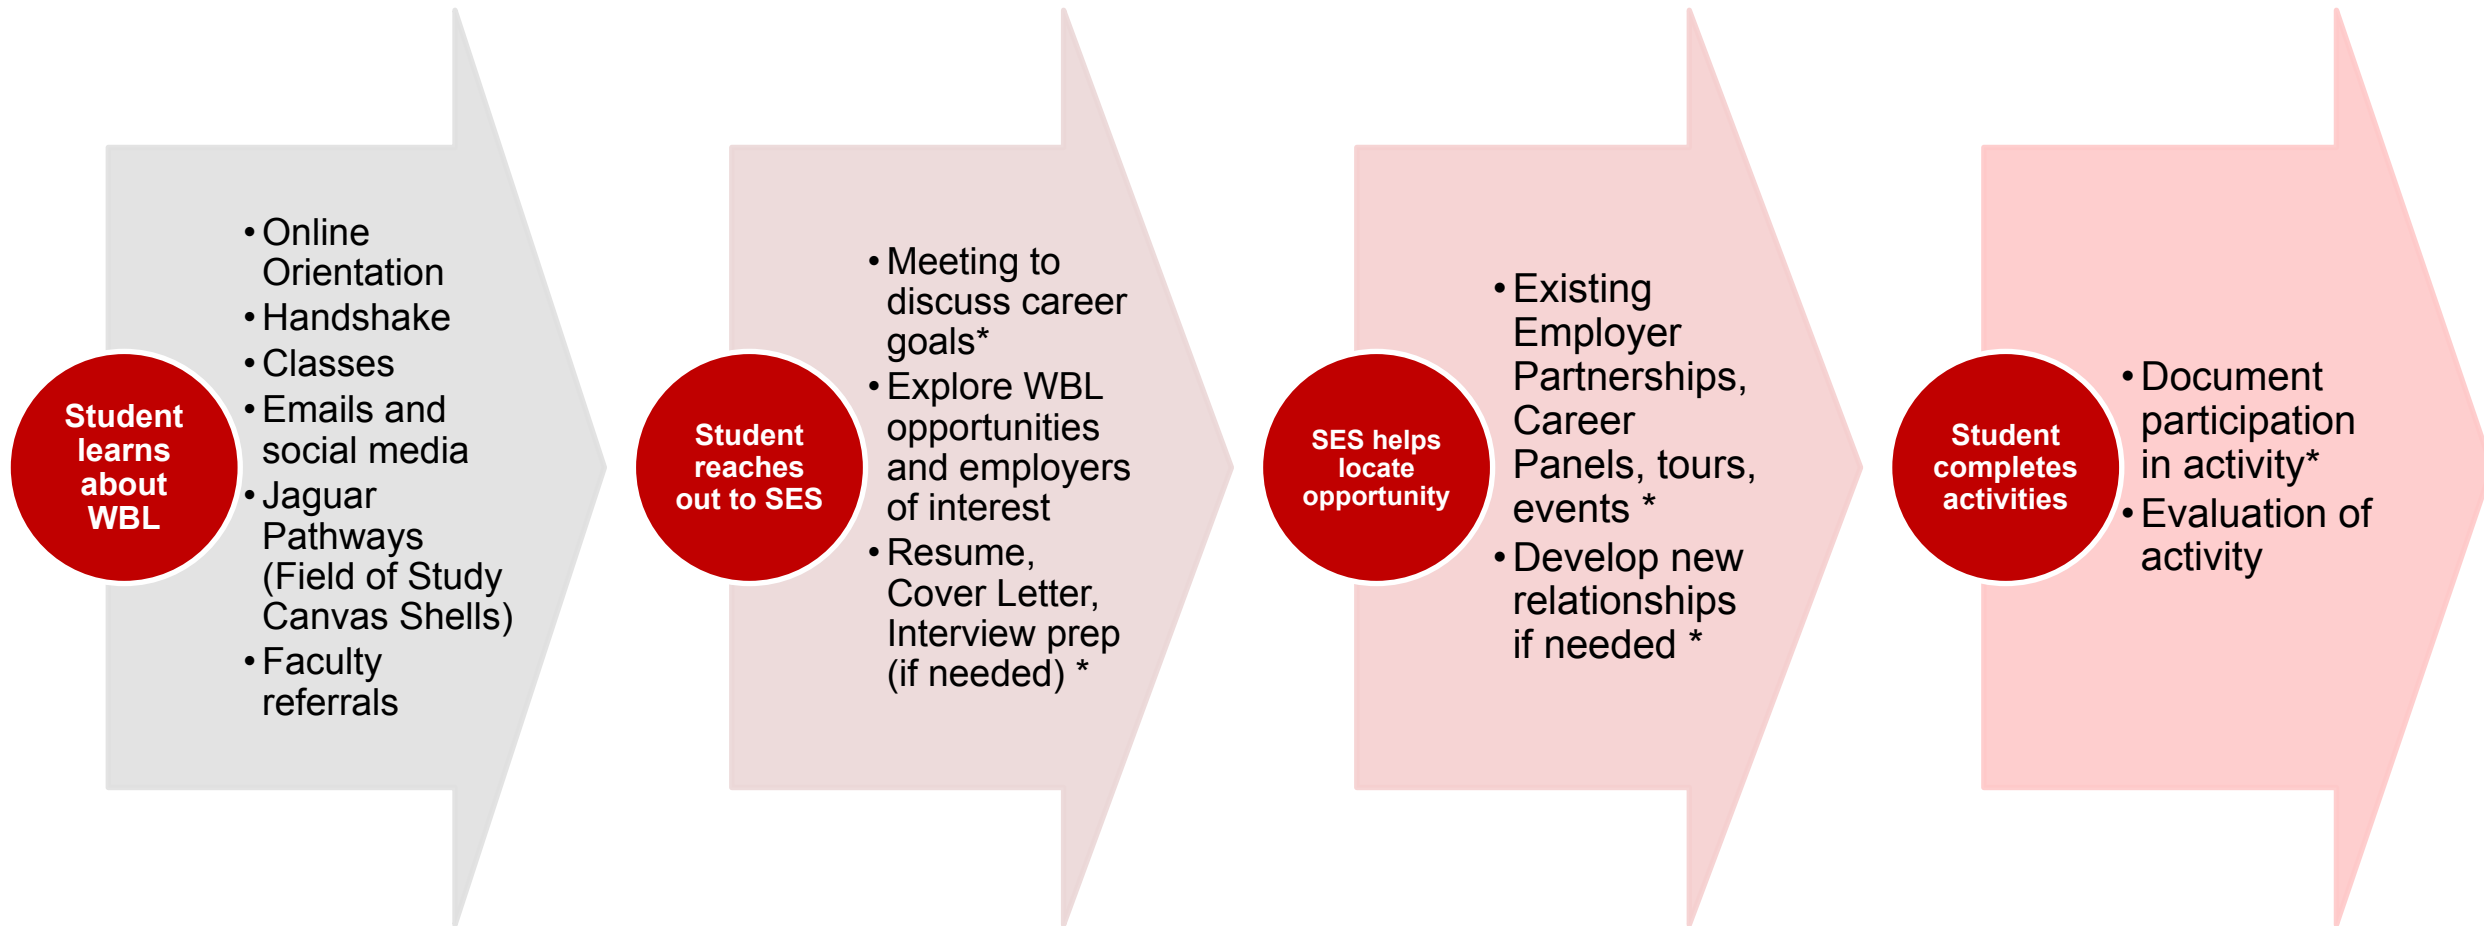 Student
learns
about
WBL
• Online
Orientation
• Handshake
• Classes
• Emails and
social media
• Jaguar
Pathways
(Field of Study
Canvas Shells)
• Faculty
referrals
Student
reaches
out to SES
• Meeting to
discuss career
goals*
• Explore WBL
opportunities
and employers
of interest
• Resume,
Cover Letter,
Interview prep
(if needed) *
SES helps
locate
opportunity
• Existing
Employer
Partnerships,
Career
Panels, tours,
events *
• Develop new
relationships
if needed *
Student
completes
activities
• Document
participation
in activity*
• Evaluation of
activity